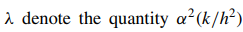 λ denote the quantity α²(k/h²)